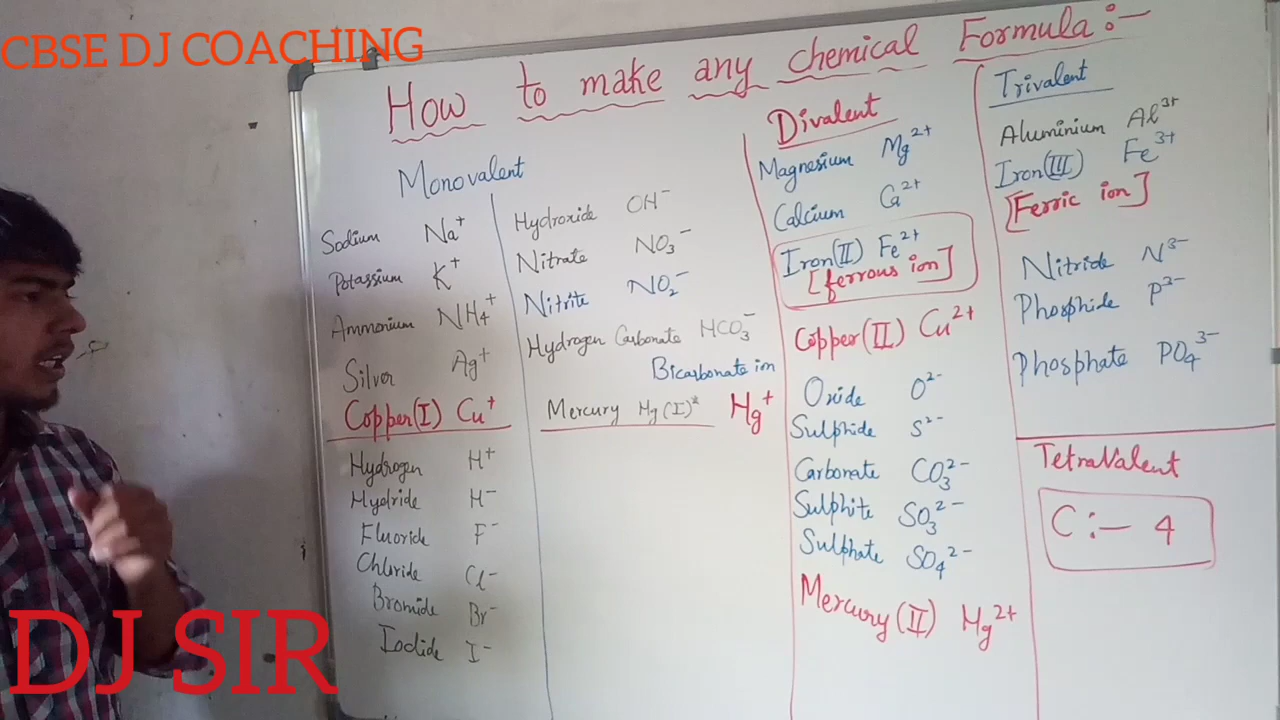 CBSE DJ COACHING
How to make any chemical Formula:-
Monovalent
Sodium Na⁺
Potassium K⁺
Ammonium NH₄⁺
Silver Ag⁺
Copper(I) Cu⁺
Hydrogen H⁺
Hydride H⁻
Fluoride F⁻
Chloride Cl⁻
Bromide Br⁻
Iodide I⁻
Hydroxide OH⁻
Nitrate NO₃⁻
Nitrite NO₂⁻
Hydrogen Carbonate HCO₃⁻
Bicarbonate ion
Mercury Hg(I) Hg⁺
Divalent
Magnesium Mg²⁺
Calcium Ca²⁺
Iron(II) Fe²⁺
[ferrous ion]
Copper(II) Cu²⁺
Oxide O²⁻
Sulphide S²⁻
Carbonate CO₃²⁻
Sulphite SO₃²⁻
Sulphate SO₄²⁻
Mercury(II) Hg²⁺
Trivalent
Aluminium Al³⁺
Iron(III) Fe³⁺
[Ferric ion]
Nitride N³⁻
Phosphide P³⁻
Phosphate PO₄³⁻
TetraValent
C:- 4
DJ SIR